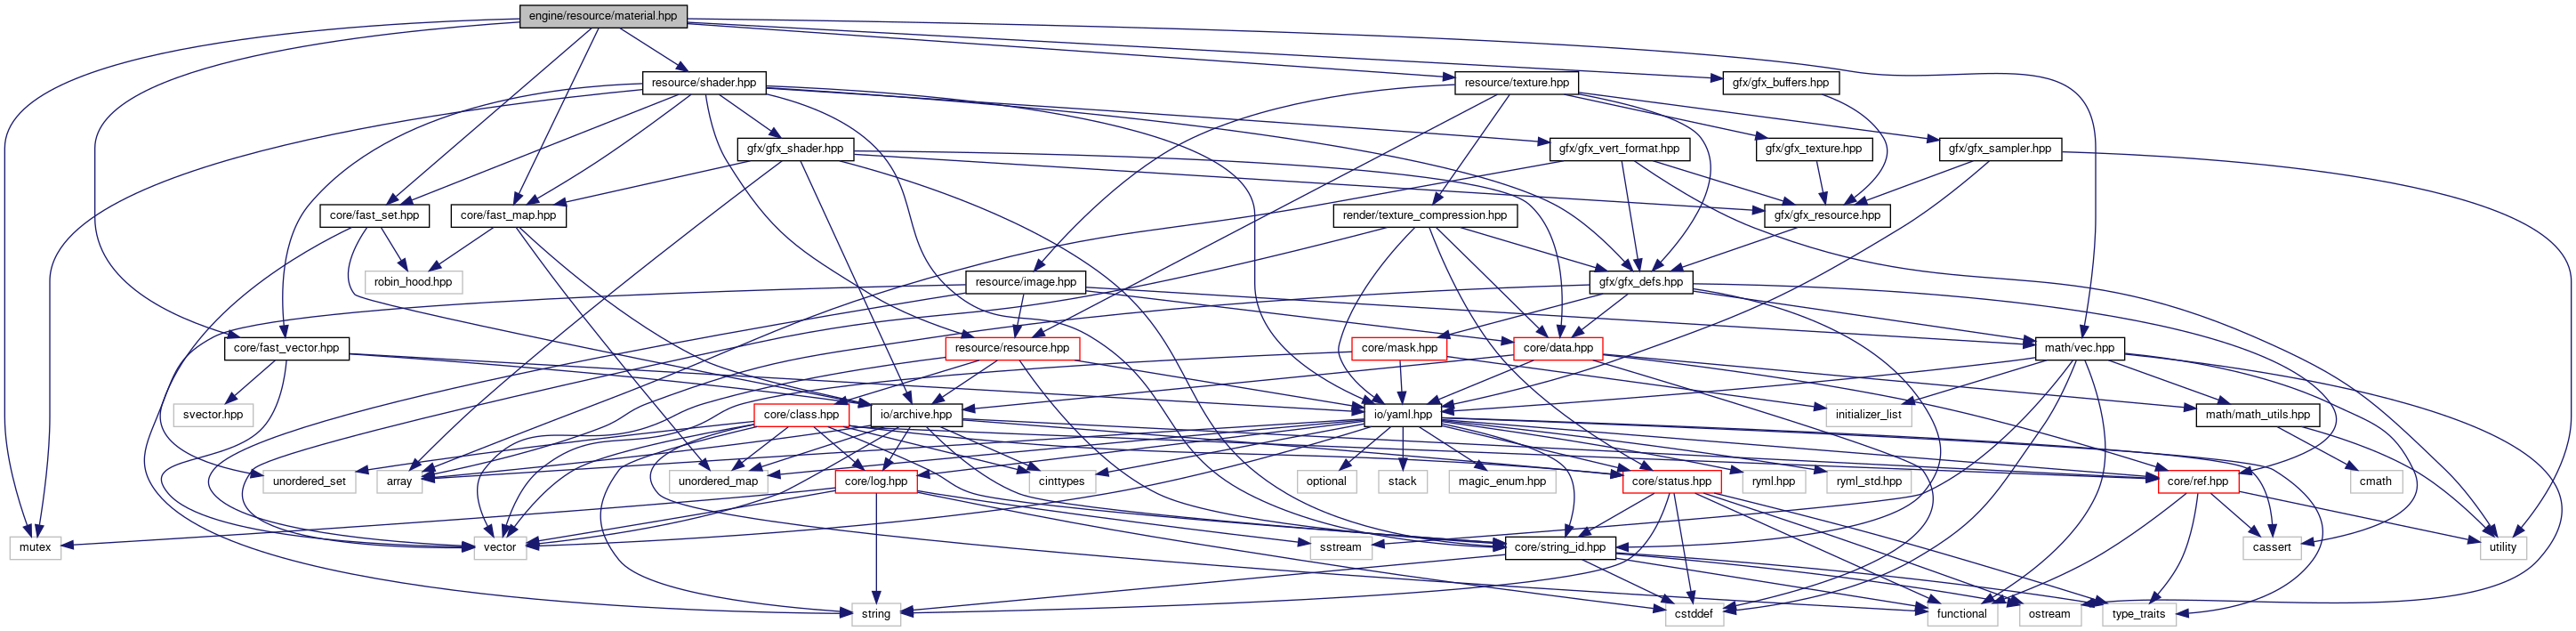 engine/resource/material.hpp
resource/shader.hpp
resource/texture.hpp
gfx/gfx_buffers.hpp
gfx/gfx_shader.hpp
gfx/gfx_vert_format.hpp
gfx/gfx_texture.hpp
gfx/gfx_sampler.hpp
core/fast_set.hpp
core/fast_map.hpp
render/texture_compression.hpp
gfx/gfx_resource.hpp
robin_hood.hpp
resource/image.hpp
gfx/gfx_defs.hpp
core/fast_vector.hpp
resource/resource.hpp
core/mask.hpp
core/data.hpp
math/vec.hpp
svector.hpp
core/class.hpp
io/archive.hpp
io/yaml.hpp
initializer_list
math/math_utils.hpp
unordered_set
array
unordered_map
core/log.hpp
cinttypes
optional
stack
magic_enum.hpp
core/status.hpp
ryml.hpp
ryml_std.hpp
core/ref.hpp
cmath
mutex
vector
sstream
core/string_id.hpp
cassert
utility
string
cstddef
functional
ostream
type_traits